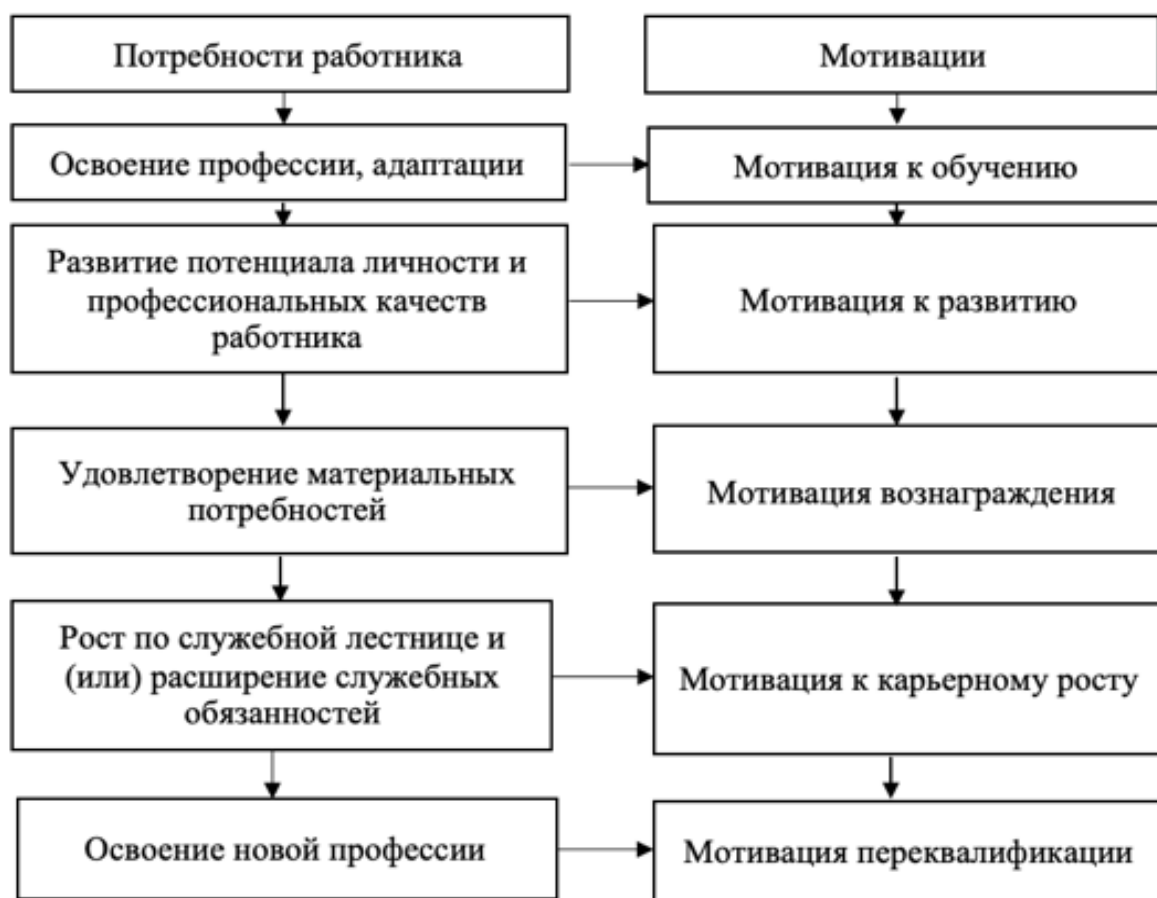 Потребности работника
Мотивации
Освоение профессии, адаптации
Мотивация к обучению
Развитие потенциала личности и
профессиональных качеств
работника
Мотивация к развитию
Удовлетворение материальных
потребностей
Мотивация вознаграждения
Рост по служебной лестнице и
(или) расширение служебных
обязанностей
Мотивация к карьерному росту
Освоение новой профессии
Мотивация переквалификации